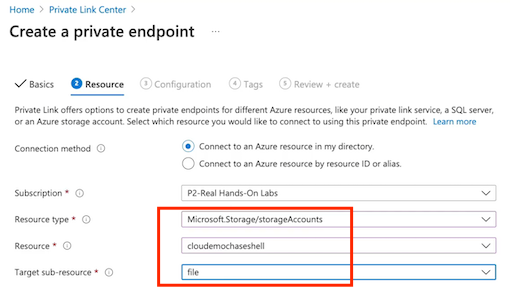 Home > Private Link Center >
Create a private endpoint ...
Basics 2 Resource 3 Configuration 4 Tags 5 Review + create
Private Link offers options to create private endpoints for different Azure resources, like your private link service, a SQL server,
or an Azure storage account. Select which resource you would like to connect to using this private endpoint. Learn more
Connection method Connect to an Azure resource in my directory.
Connect to an Azure resource by resource ID or alias.
Subscription * P2-Real Hands-On Labs
Resource type * Microsoft.Storage/storageAccounts
Resource * cloudemochaseshell
Target sub-resource * file